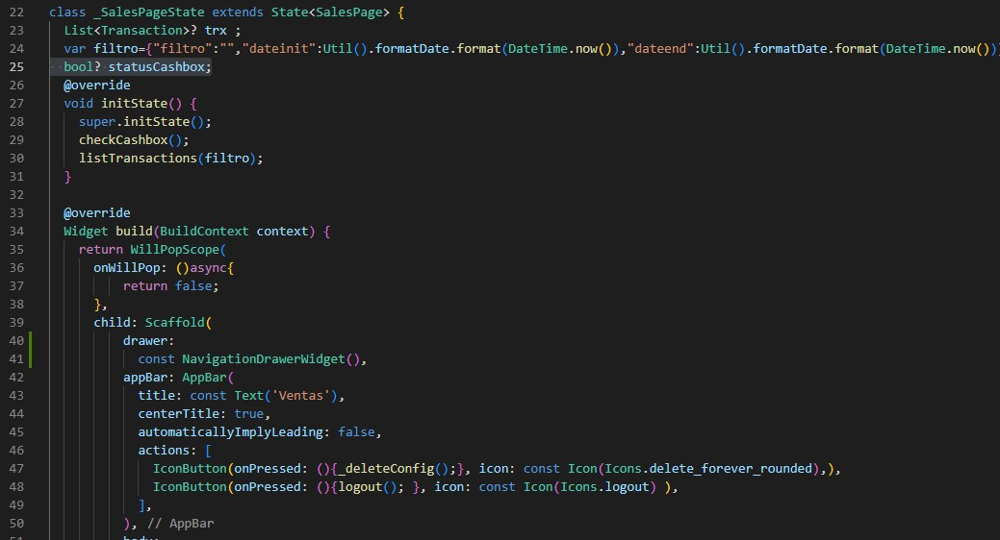 22 class _SalesPageState extends State<SalesPage> {
23 List<Transaction>? trx ;
24 var filtro={"filtro":"","dateinit":Util().formatDate.format(DateTime.now()),"dateend":Util().formatDate.format(DateTime.now())
25 bool? statusCashbox;
26 @override
27 void initState() {
28 super.initState();
29 checkCashbox();
30 listTransactions(filtro);
31 }
32
33 @override
34 Widget build(BuildContext context) {
35 return WillPopScope(
36 onWillPop: ()async{
37 return false;
38 },
39 child: Scaffold(
40 drawer:
41 const NavigationDrawerWidget(),
42 appBar: AppBar(
43 title: const Text('Ventas'),
44 centerTitle: true,
45 automaticallyImplyLeading: false,
46 actions: [
47 IconButton(onPressed: (){_deleteConfig();}, icon: const Icon(Icons.delete_forever_rounded),),
48 IconButton(onPressed: (){logout(); }, icon: const Icon(Icons.logout) ),
49 ],
50 ), // AppBar